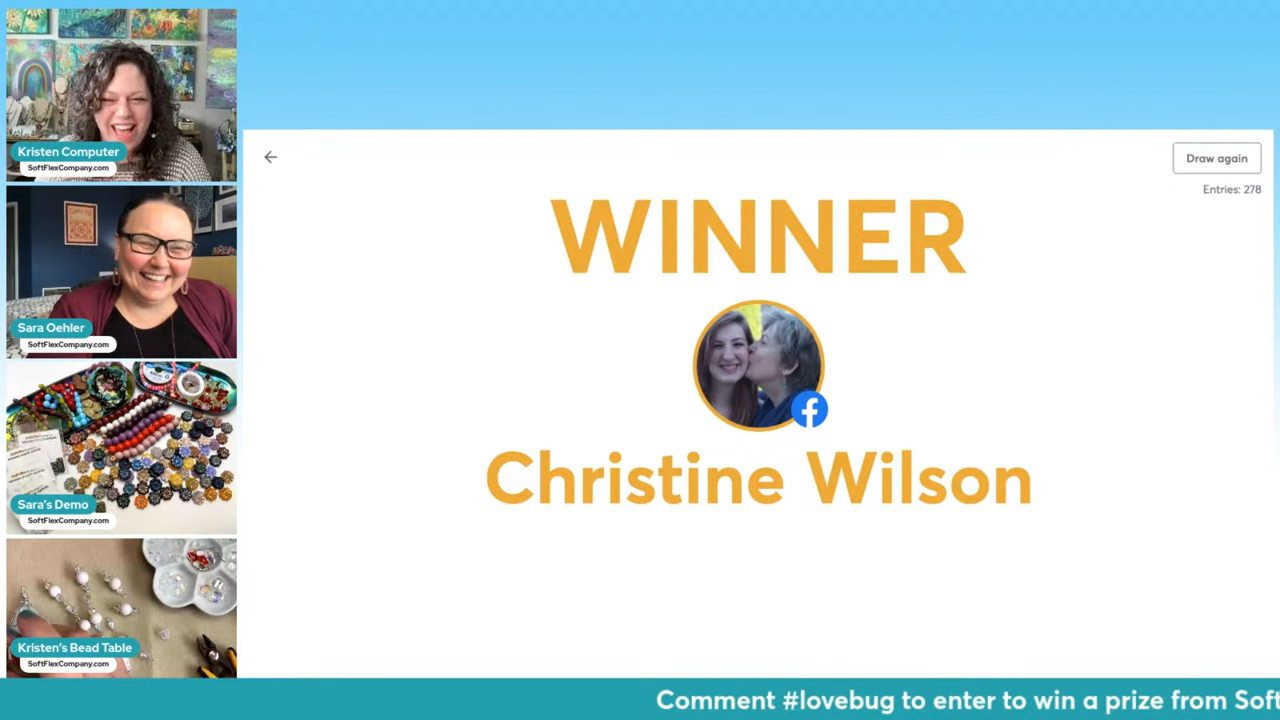 Kristen Computer
SoftFlexCompany.com
Sara Oehler
SoftFlexCompany.com
Sara's Demo
SoftFlexCompany.com
Kristen's Bead Table
SoftFlexCompany.com
Draw again
Entries: 278
WINNER
Christine Wilson
Comment #lovebug to enter to win a prize from Soft